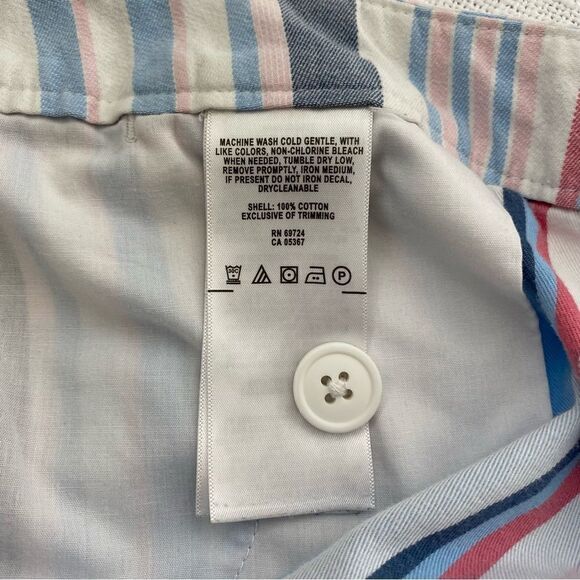 MACHINE WASH COLD GENTLE, WITH
LIKE COLORS, NON-CHLORINE BLEACH
WHEN NEEDED, TUMBLE DRY LOW,
REMOVE PROMPTLY, IRON MEDIUM,
IF PRESENT DO NOT IRON DECAL,
DRYCLEANABLE
SHELL: 100% COTTON
EXCLUSIVE OF TRIMMING
RN 69724
CA 05367
30C P